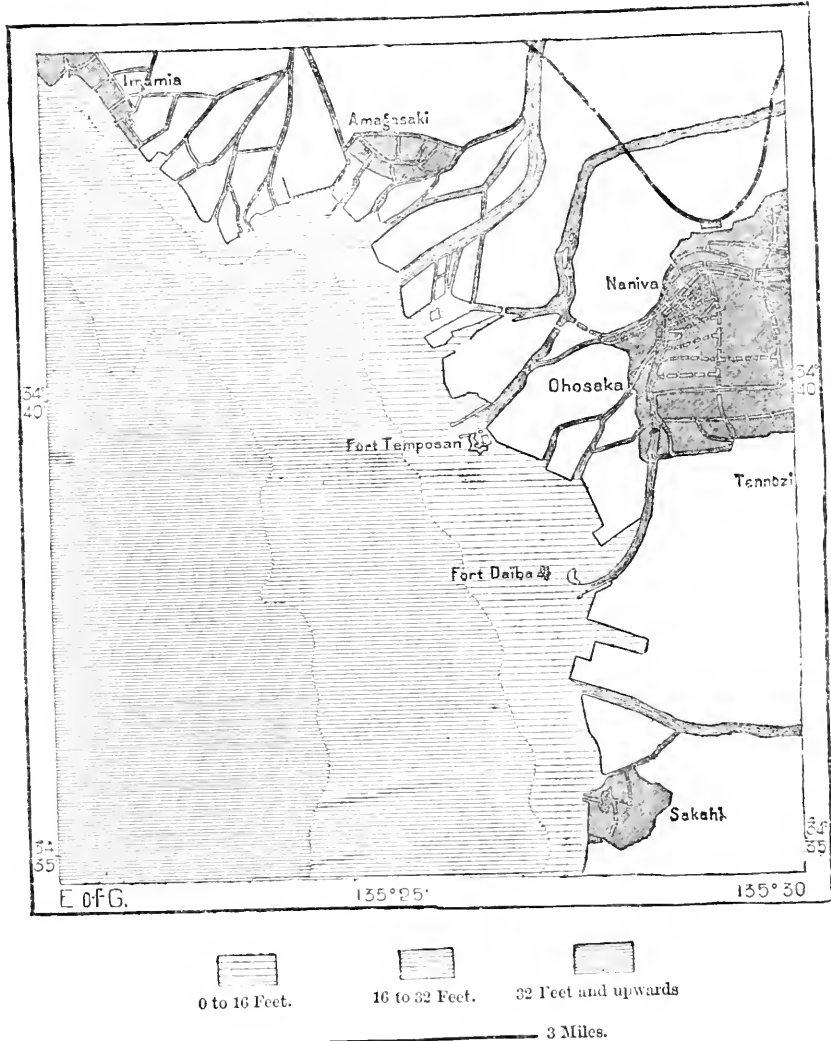 Imamia
Amagasaki
Naniva
34°
40'
Ohosaka
34°
40
Fort Temposan
Tennozi
Fort Daïba
Sakahi
34°
35'
34°
35'
E of G.
135°25'
135°30
0 to 16 Feet.
16 to 32 Feet.
32 Feet and upwards
3 Miles.